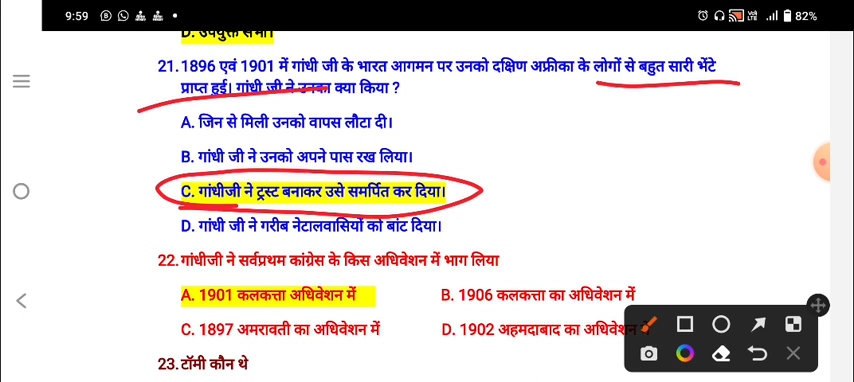 9:59
82%
D. उपर्युक्त सभी।
21. 1896 एवं 1901 में गांधी जी के भारत आगमन पर उनको दक्षिण अफ्रीका के लोगों से बहुत सारी भेंटे
प्राप्त हुई। गांधी जी ने उनका क्या किया ?
A. जिन से मिली उनको वापस लौटा दी।
B. गांधी जी ने उनको अपने पास रख लिया।
C. गांधीजी ने ट्रस्ट बनाकर उसे समर्पित कर दिया।
D. गांधी जी ने गरीब नेटालवासियों को बांट दिया।
22. गांधीजी ने सर्वप्रथम कांग्रेस के किस अधिवेशन में भाग लिया
A. 1901 कलकत्ता अधिवेशन में B. 1906 कलकत्ता का अधिवेशन में
C. 1897 अमरावती का अधिवेशन में D. 1902 अहमदाबाद का अधिवेशन
23. टॉमी कौन थे